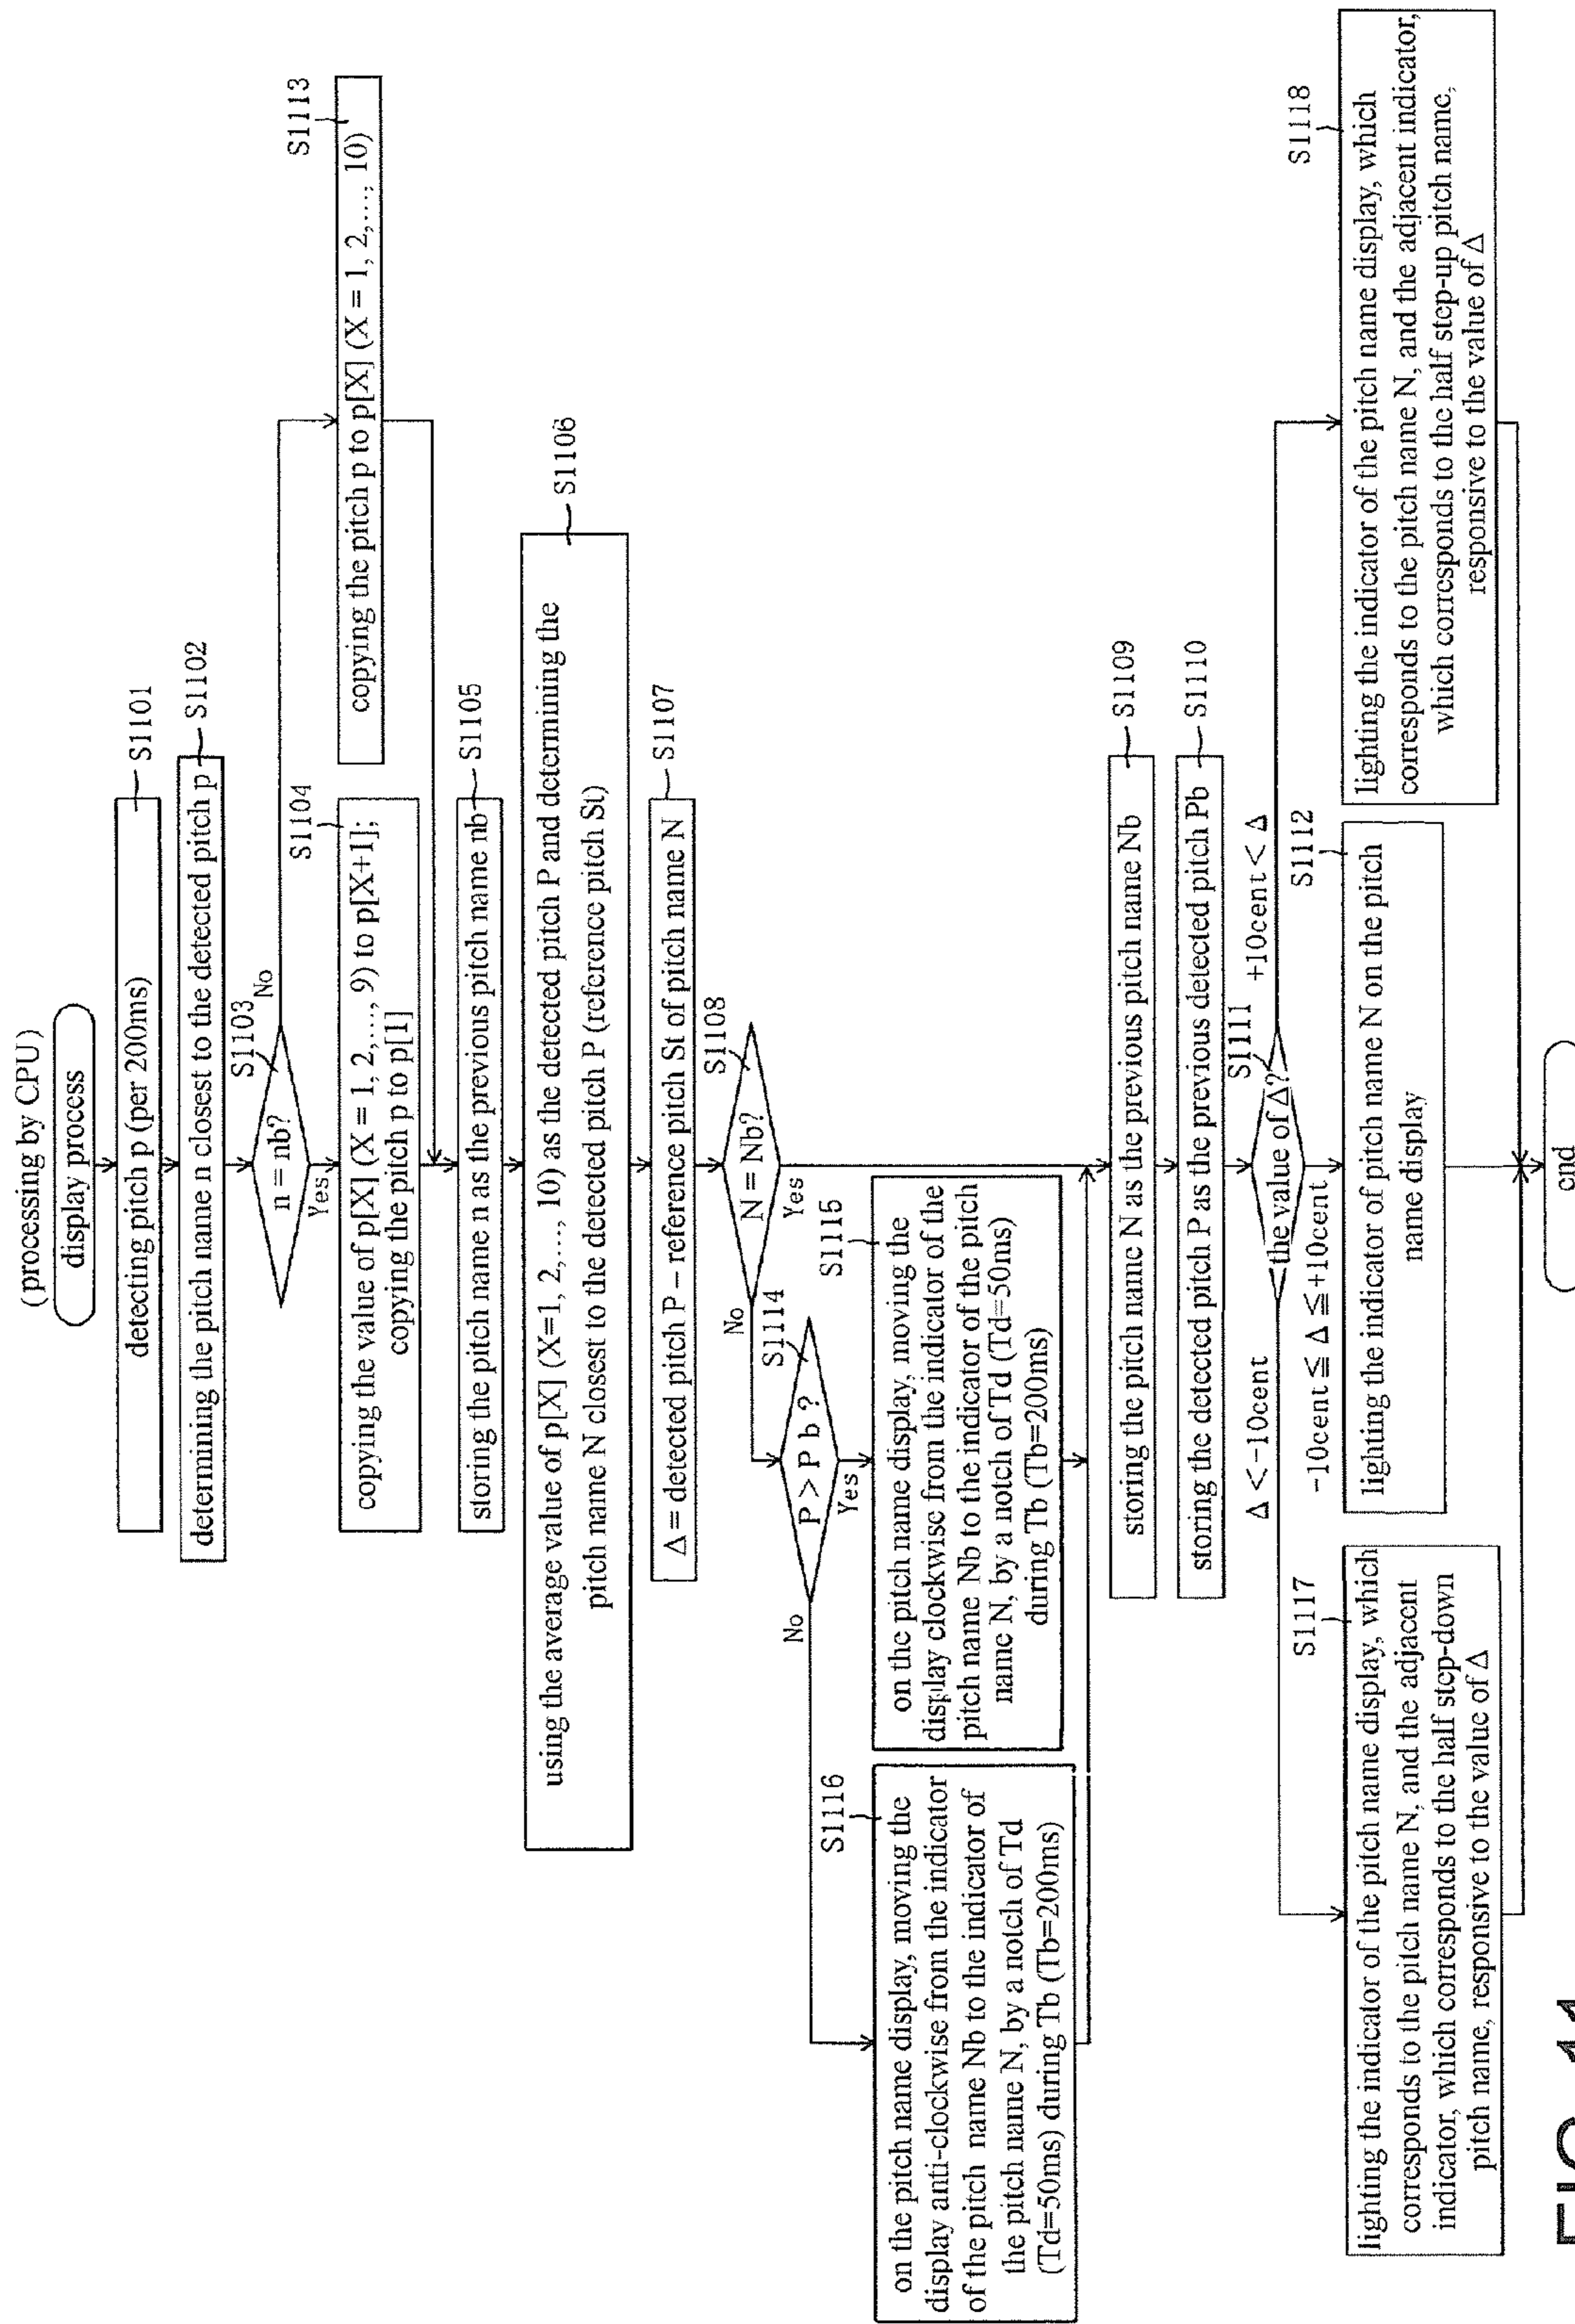 (processing by CPU)
display process
detecting pitch p (per 200ms)
S1101
determining the pitch name n closest to the detected pitch p
S1102
S1103
n = nb?
No
Yes
S1104
copying the value of p[X] (X = 1, 2,..., 9) to p[X+1];
copying the pitch p to p[1]
S1113
copying the pitch p to p[X] (X = 1, 2,..., 10)
storing the pitch name n as the previous pitch name nb
S1105
using the average value of p[X] (X=1, 2,..., 10) as the detected pitch P and determining the
pitch name N closest to the detected pitch P (reference pitch St)
S1106
Δ = detected pitch P – reference pitch St of pitch name N
S1107
S1108
N = Nb?
No
Yes
S1114
P > Pb ?
No
Yes
S1116
on the pitch name display, moving the
display anti-clockwise from the indicator
of the pitch name Nb to the indicator of
the pitch name N, by a notch of Td
(Td=50ms) during Tb (Tb=200ms)
S1115
on the pitch name display, moving the
display clockwise from the indicator of the
pitch name Nb to the indicator of the pitch
name N, by a notch of Td (Td=50ms)
during Tb (Tb=200ms)
storing the pitch name N as the previous pitch name Nb
S1109
storing the detected pitch P as the previous detected pitch Pb
S1110
S1111
the value of Δ?
Δ < -10cent
-10cent ≦ Δ ≦ +10cent
+10cent < Δ
S1117
lighting the indicator of the pitch name display, which
corresponds to the pitch name N, and the adjacent
indicator, which corresponds to the half step-down
pitch name, responsive to the value of Δ
S1112
lighting the indicator of pitch name N on the pitch
name display
S1118
lighting the indicator of the pitch name display, which
corresponds to the pitch name N, and the adjacent indicator,
which corresponds to the half step-up pitch name,
responsive to the value of Δ
end
FIG. 11